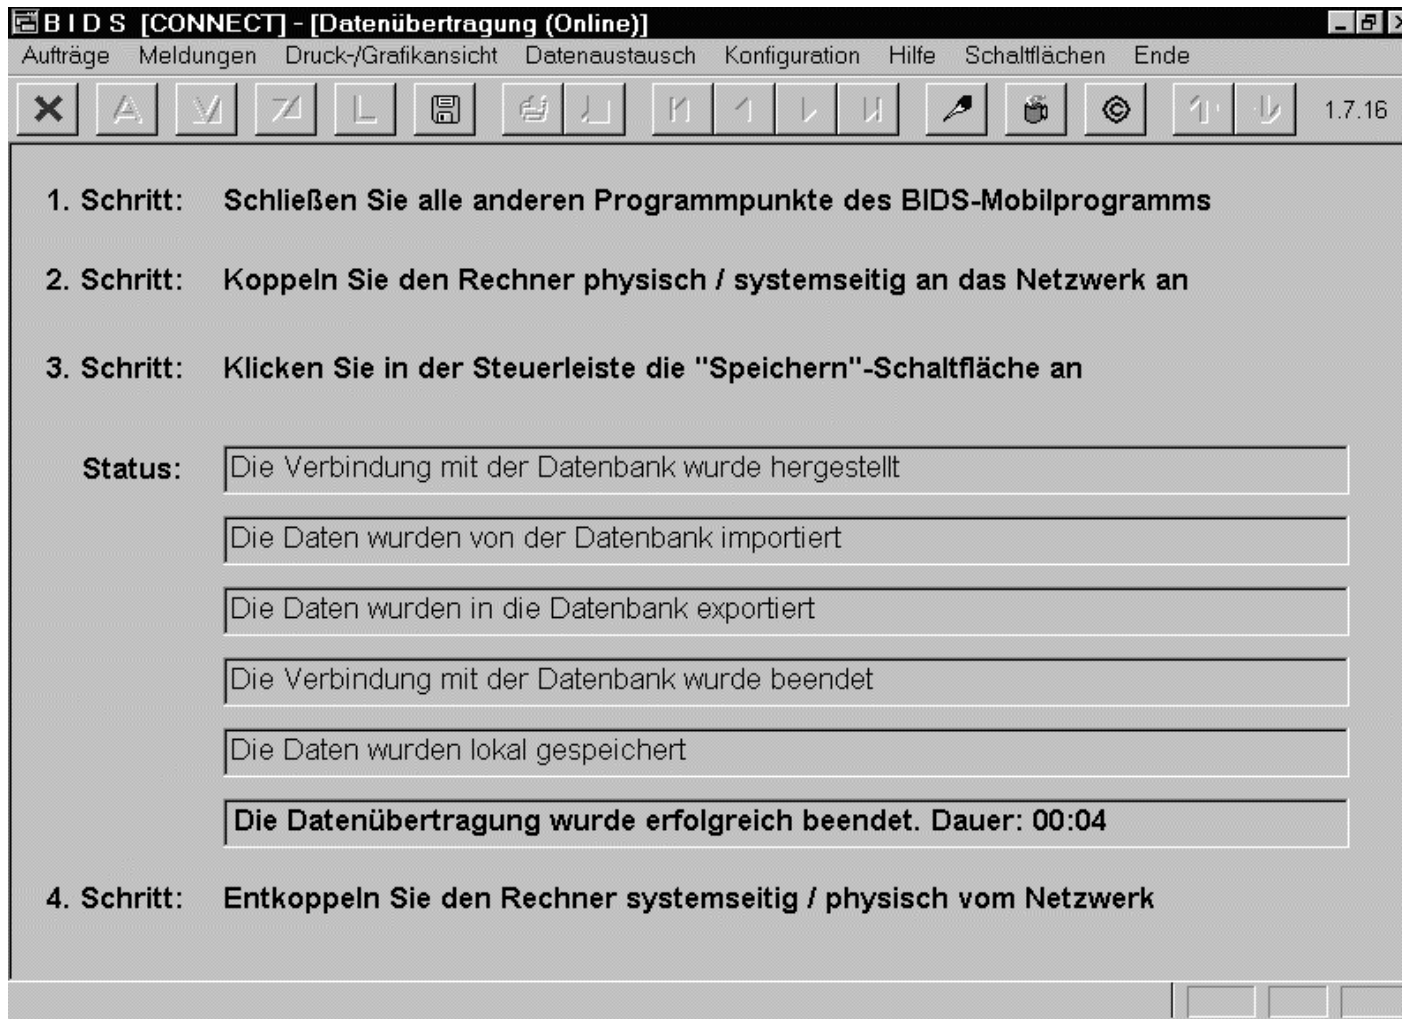 B I D S [CONNECT] - [Datenübertragung (Online)]
Aufträge Meldungen Druck-/Grafikansicht Datenaustausch Konfiguration Hilfe Schaltflächen Ende
A V Z L © 1.7.16
1. Schritt: Schließen Sie alle anderen Programmpunkte des BIDS-Mobilprogramms
2. Schritt: Koppeln Sie den Rechner physisch / systemseitig an das Netzwerk an
3. Schritt: Klicken Sie in der Steuerleiste die "Speichern"-Schaltfläche an
Status: Die Verbindung mit der Datenbank wurde hergestellt
Die Daten wurden von der Datenbank importiert
Die Daten wurden in die Datenbank exportiert
Die Verbindung mit der Datenbank wurde beendet
Die Daten wurden lokal gespeichert
Die Datenübertragung wurde erfolgreich beendet. Dauer: 00:04
4. Schritt: Entkoppeln Sie den Rechner systemseitig / physisch vom Netzwerk